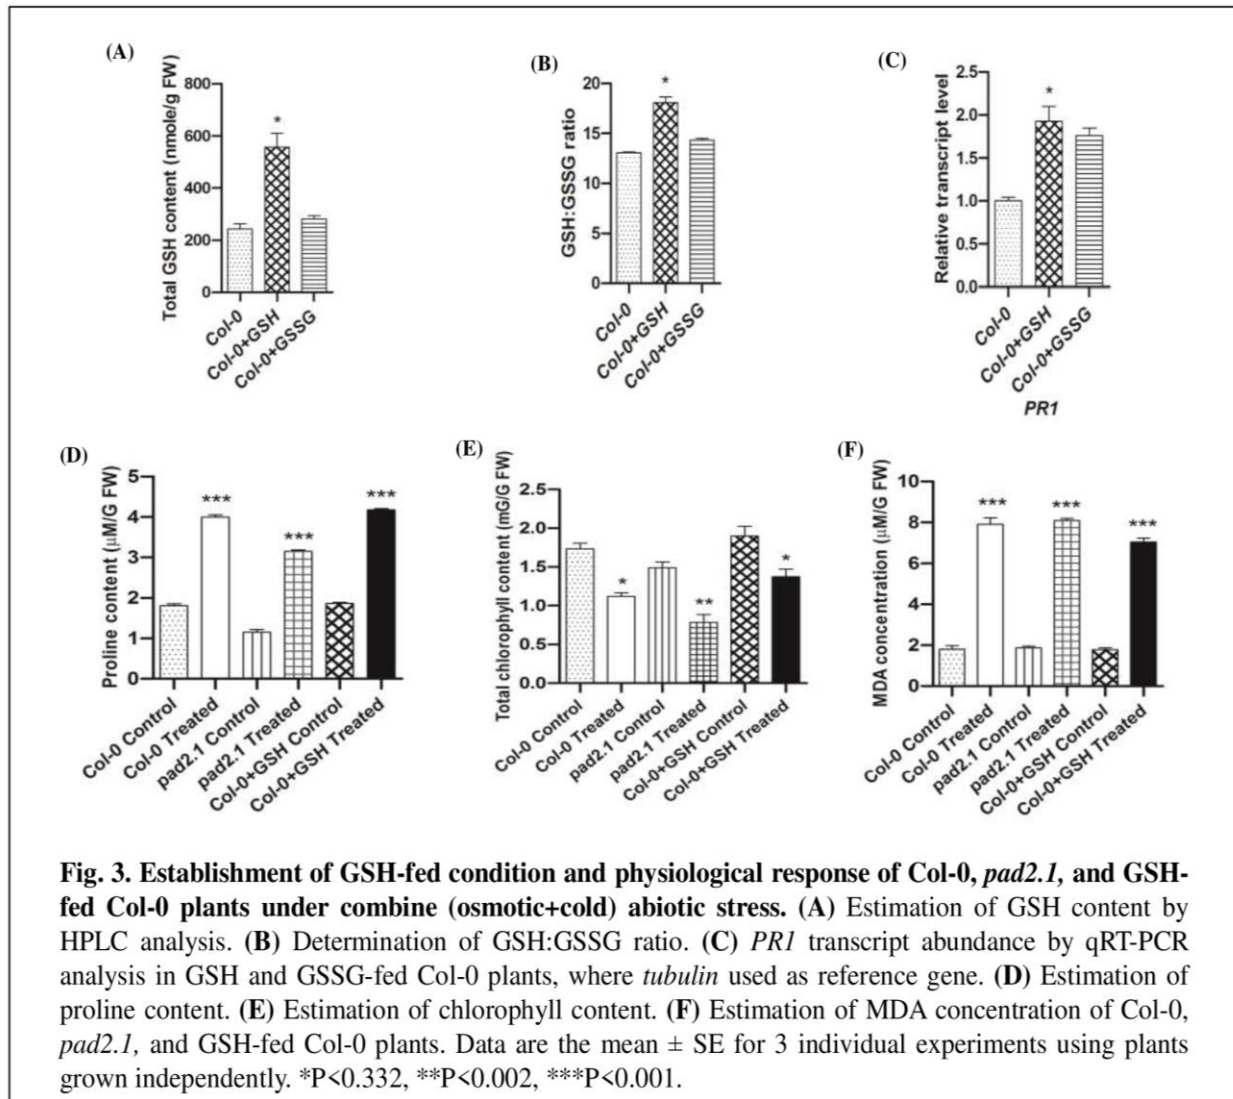 (A)
Total GSH content (nmole/g FW)
800
600
400
200
0
*
Col-0
Col-0+GSH
Col-0+GSSG
(B)
GSH:GSSG ratio
20
15
10
5
0
*
Col-0
Col-0+GSH
Col-0+GSSG
(C)
Relative transcript level
2.5
2.0
1.5
1.0
0.5
0.0
*
Col-0
Col-0+GSH
Col-0+GSSG
PR1
(D)
Proline content (μM/G FW)
5
4
3
2
1
0
***
***
***
Col-0 Control
Col-0 Treated
pad2.1 Control
pad2.1 Treated
Col-0+GSH Control
Col-0+GSH Treated
(E)
Total chlorophyll content (mG/G FW)
2.5
2.0
1.5
1.0
0.5
0.0
*
**
*
Col-0 Control
Col-0 Treated
pad2.1 Control
pad2.1 Treated
Col-0+GSH Control
Col-0+GSH Treated
(F)
MDA concentration (μM/G FW)
10
8
6
4
2
0
***
***
***
Col-0 Control
Col-0 Treated
pad2.1 Control
pad2.1 Treated
Col-0+GSH Control
Col-0+GSH Treated
Fig. 3. Establishment of GSH-fed condition and physiological response of Col-0, pad2.1, and GSH-
fed Col-0 plants under combine (osmotic+cold) abiotic stress. (A) Estimation of GSH content by
HPLC analysis. (B) Determination of GSH:GSSG ratio. (C) PR1 transcript abundance by qRT-PCR
analysis in GSH and GSSG-fed Col-0 plants, where tubulin used as reference gene. (D) Estimation of
proline content. (E) Estimation of chlorophyll content. (F) Estimation of MDA concentration of Col-0,
pad2.1, and GSH-fed Col-0 plants. Data are the mean ± SE for 3 individual experiments using plants
grown independently. *P<0.332, **P<0.002, ***P<0.001.